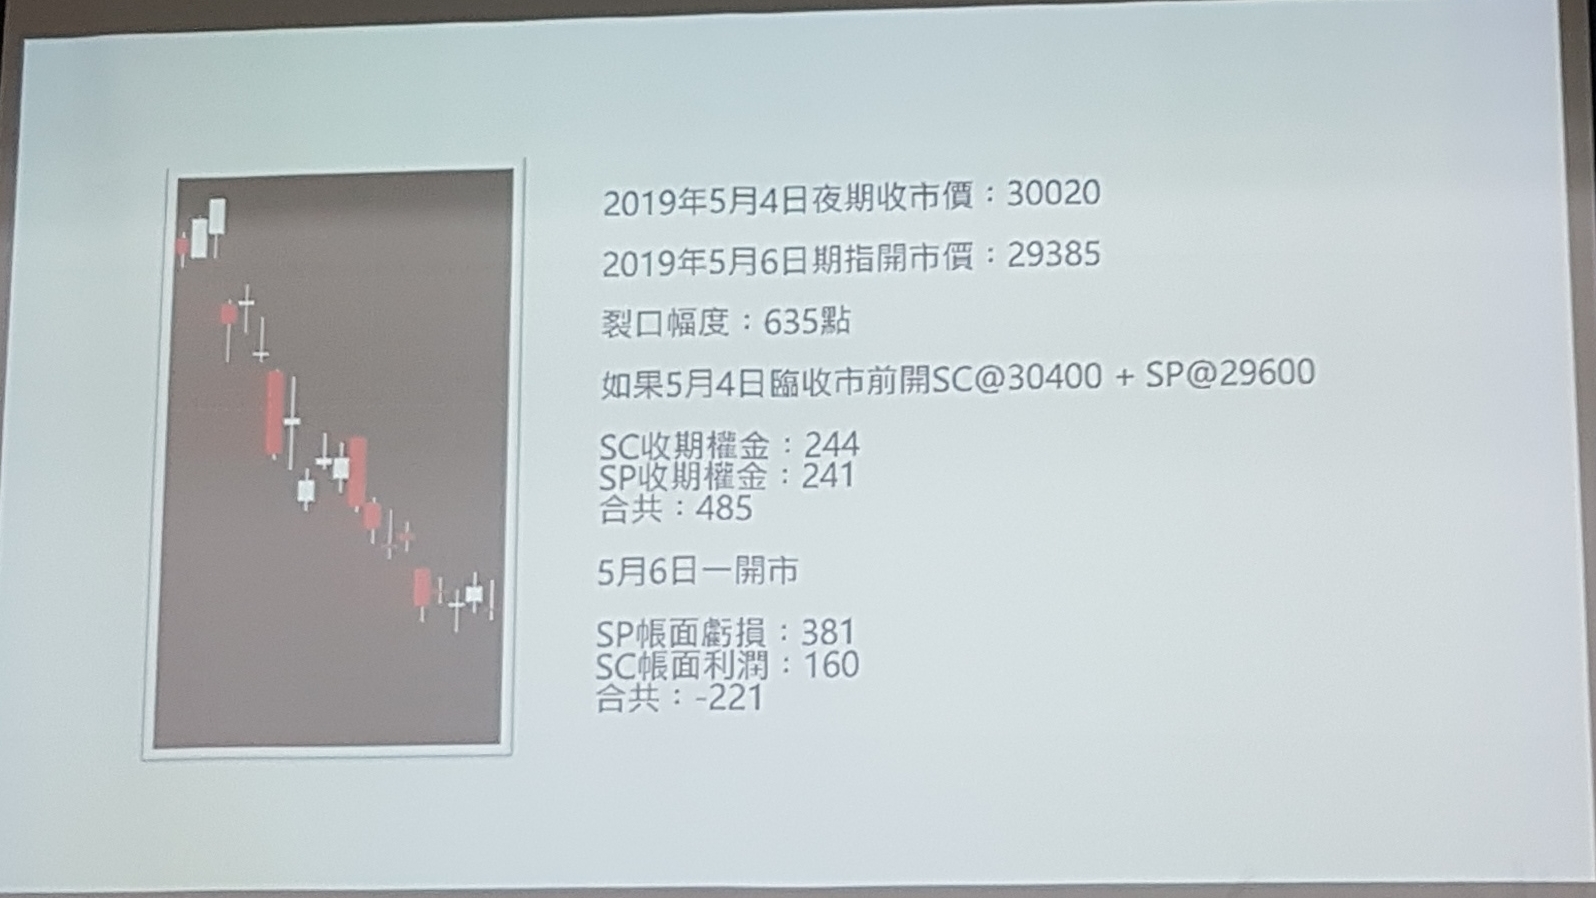 2019年5月4日夜期收市價：30020
2019年5月6日期指開市價：29385
裂口幅度：635點
如果5月4日臨收市前開SC@30400 + SP@29600
SC收期權金：244
SP收期權金：241
合共：485
5月6日一開市
SP帳面虧損：381
SC帳面利潤：160
合共：-221